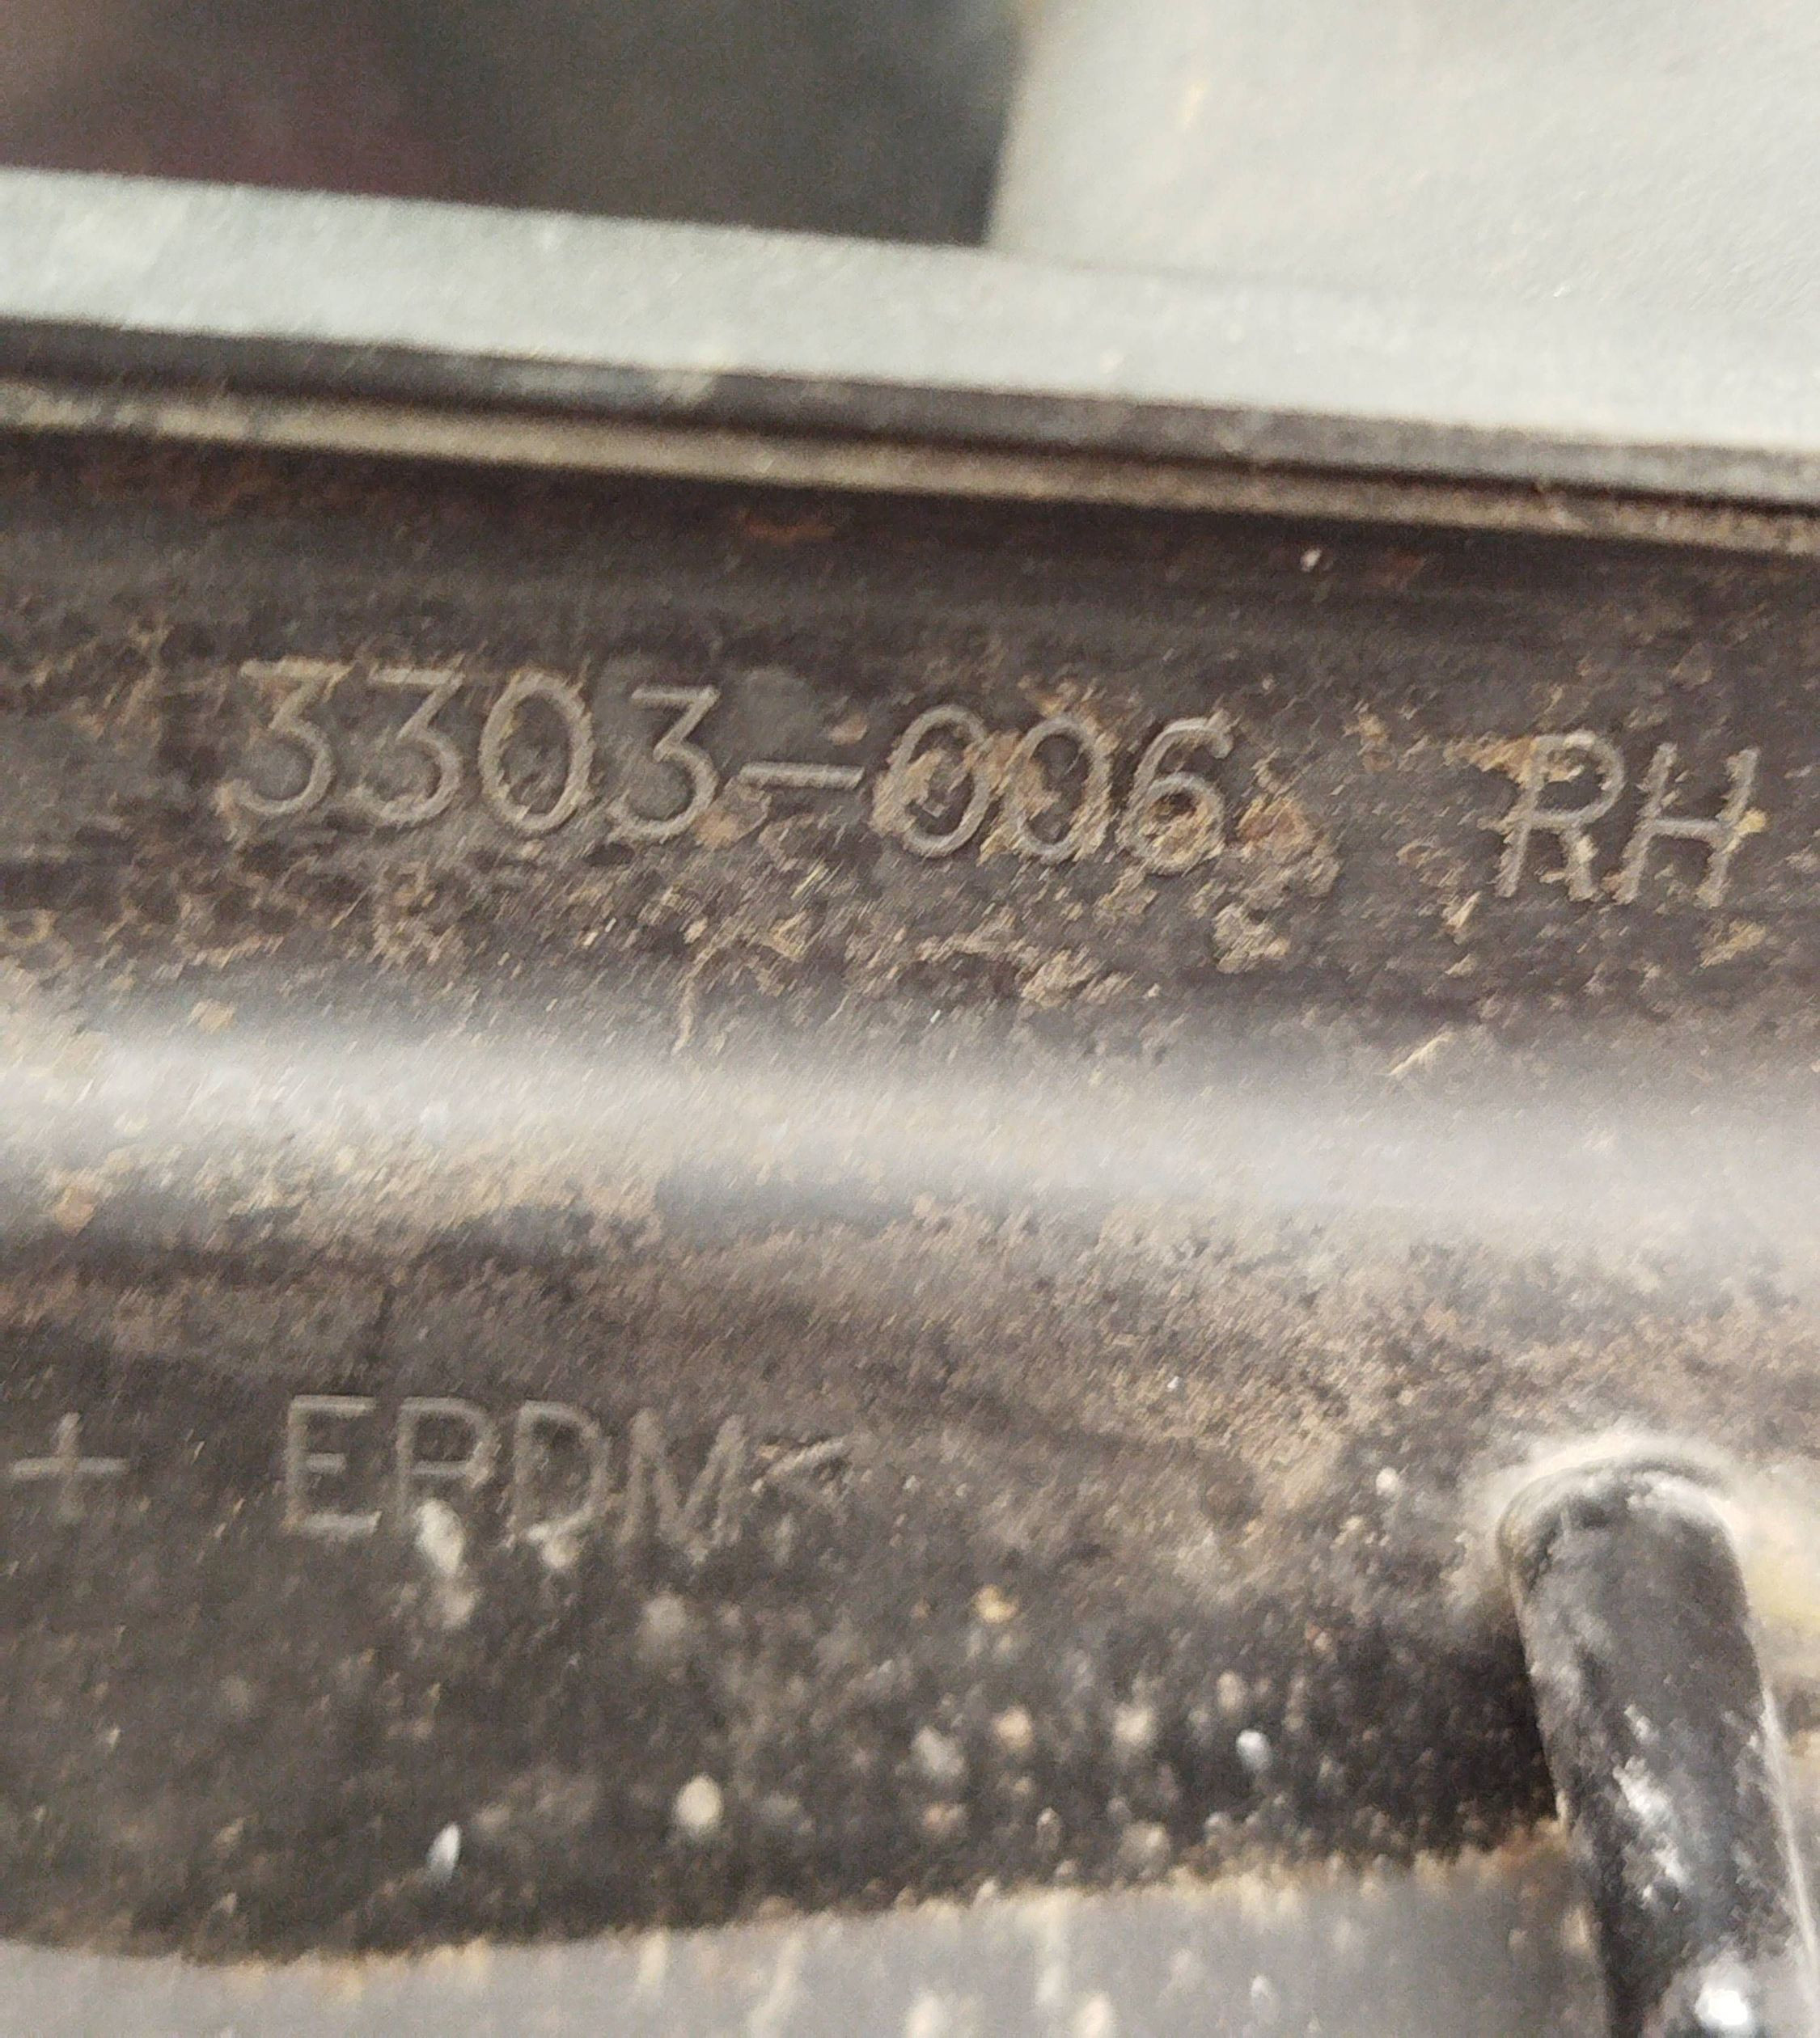 3303-006 RH
+ EPDM<